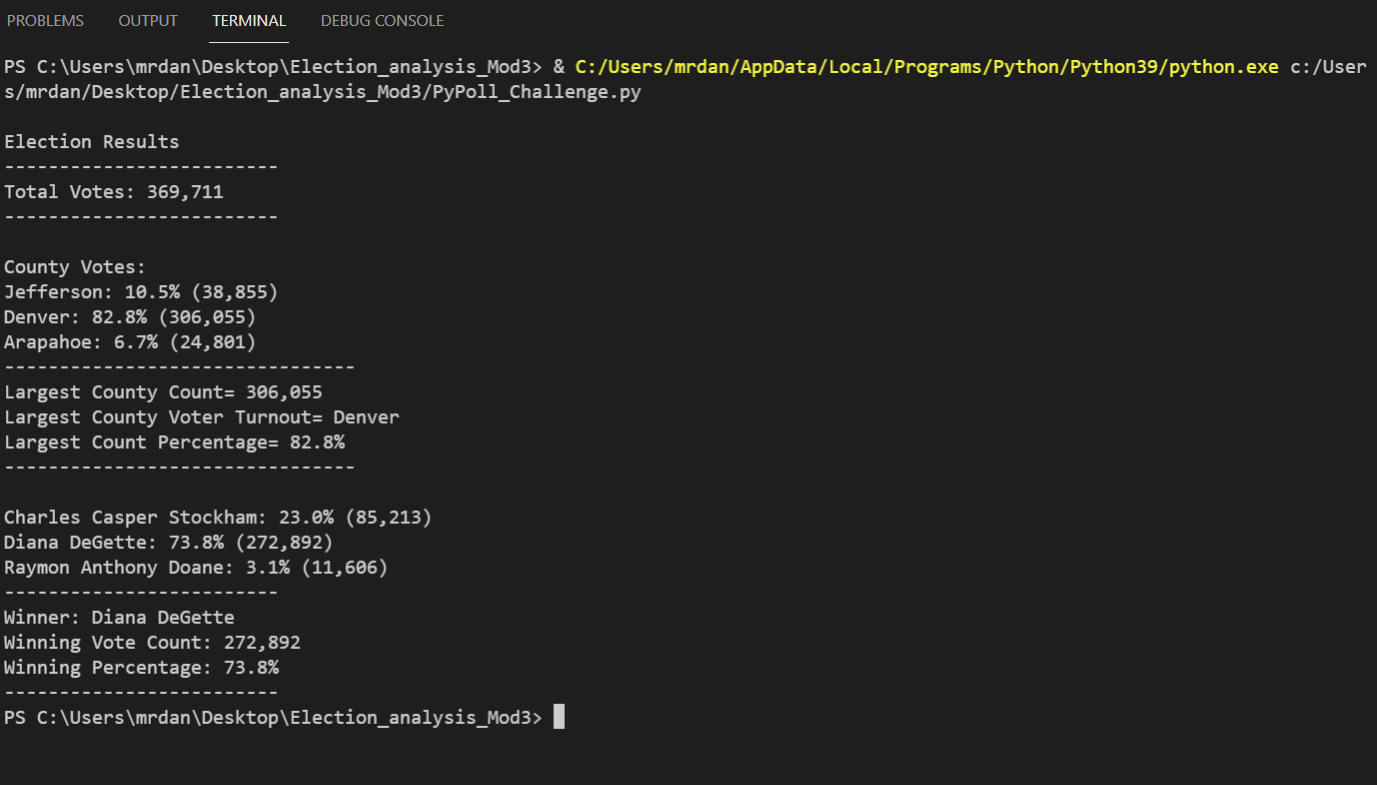 PROBLEMS OUTPUT TERMINAL DEBUG CONSOLE
PS C:\Users\mrdan\Desktop\Election_analysis_Mod3> & C:/Users/mrdan/AppData/Local/Programs/Python/Python39/python.exe c:/User
s/mrdan/Desktop/Election_analysis_Mod3/PyPoll_Challenge.py
Election Results
-------------------------
Total Votes: 369,711
-------------------------
County Votes:
Jefferson: 10.5% (38,855)
Denver: 82.8% (306,055)
Arapahoe: 6.7% (24,801)
--------------------------------
Largest County Count= 306,055
Largest County Voter Turnout= Denver
Largest Count Percentage= 82.8%
--------------------------------
Charles Casper Stockham: 23.0% (85,213)
Diana DeGette: 73.8% (272,892)
Raymon Anthony Doane: 3.1% (11,606)
-------------------------
Winner: Diana DeGette
Winning Vote Count: 272,892
Winning Percentage: 73.8%
-------------------------
PS C:\Users\mrdan\Desktop\Election_analysis_Mod3>